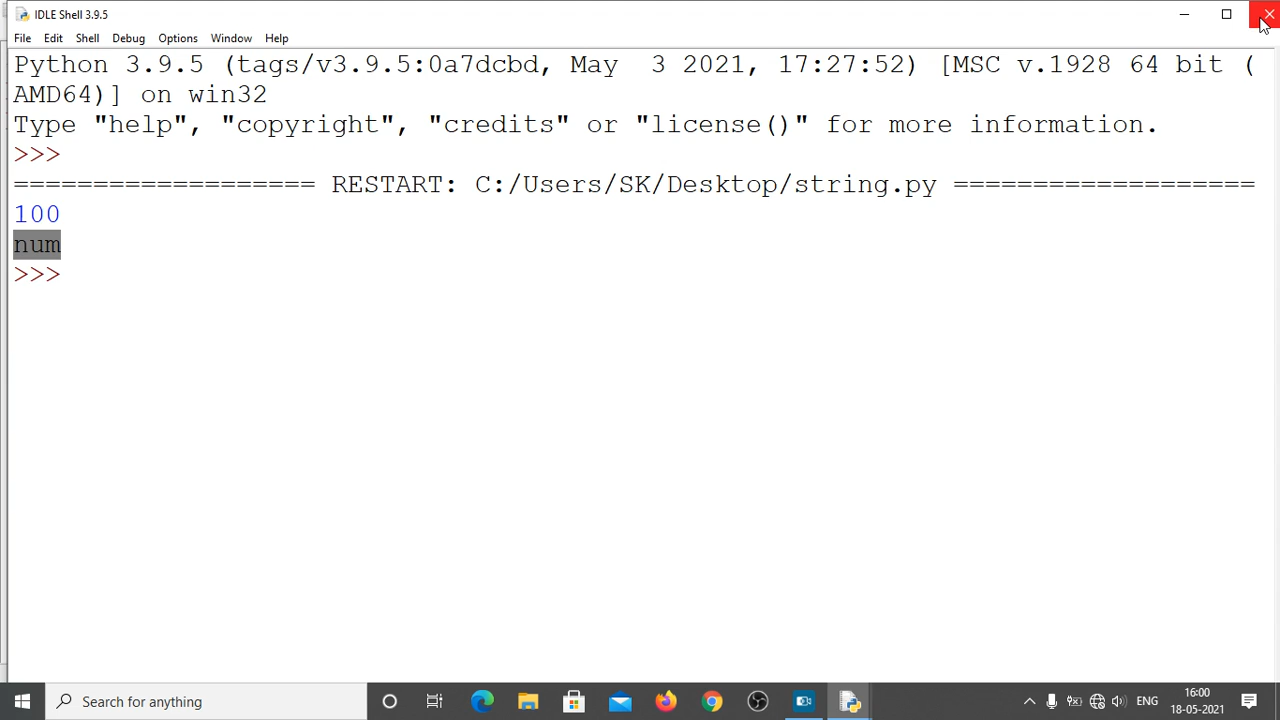 IDLE Shell 3.9.5
File Edit Shell Debug Options Window Help
Python 3.9.5 (tags/v3.9.5:0a7dcbd, May  3 2021, 17:27:52) [MSC v.1928 64 bit (
AMD64)] on win32
Type "help", "copyright", "credits" or "license()" for more information.
>>>
=================== RESTART: C:/Users/SK/Desktop/string.py ===================
100
num
>>>
Search for anything
ENG
16:00
18-05-2021